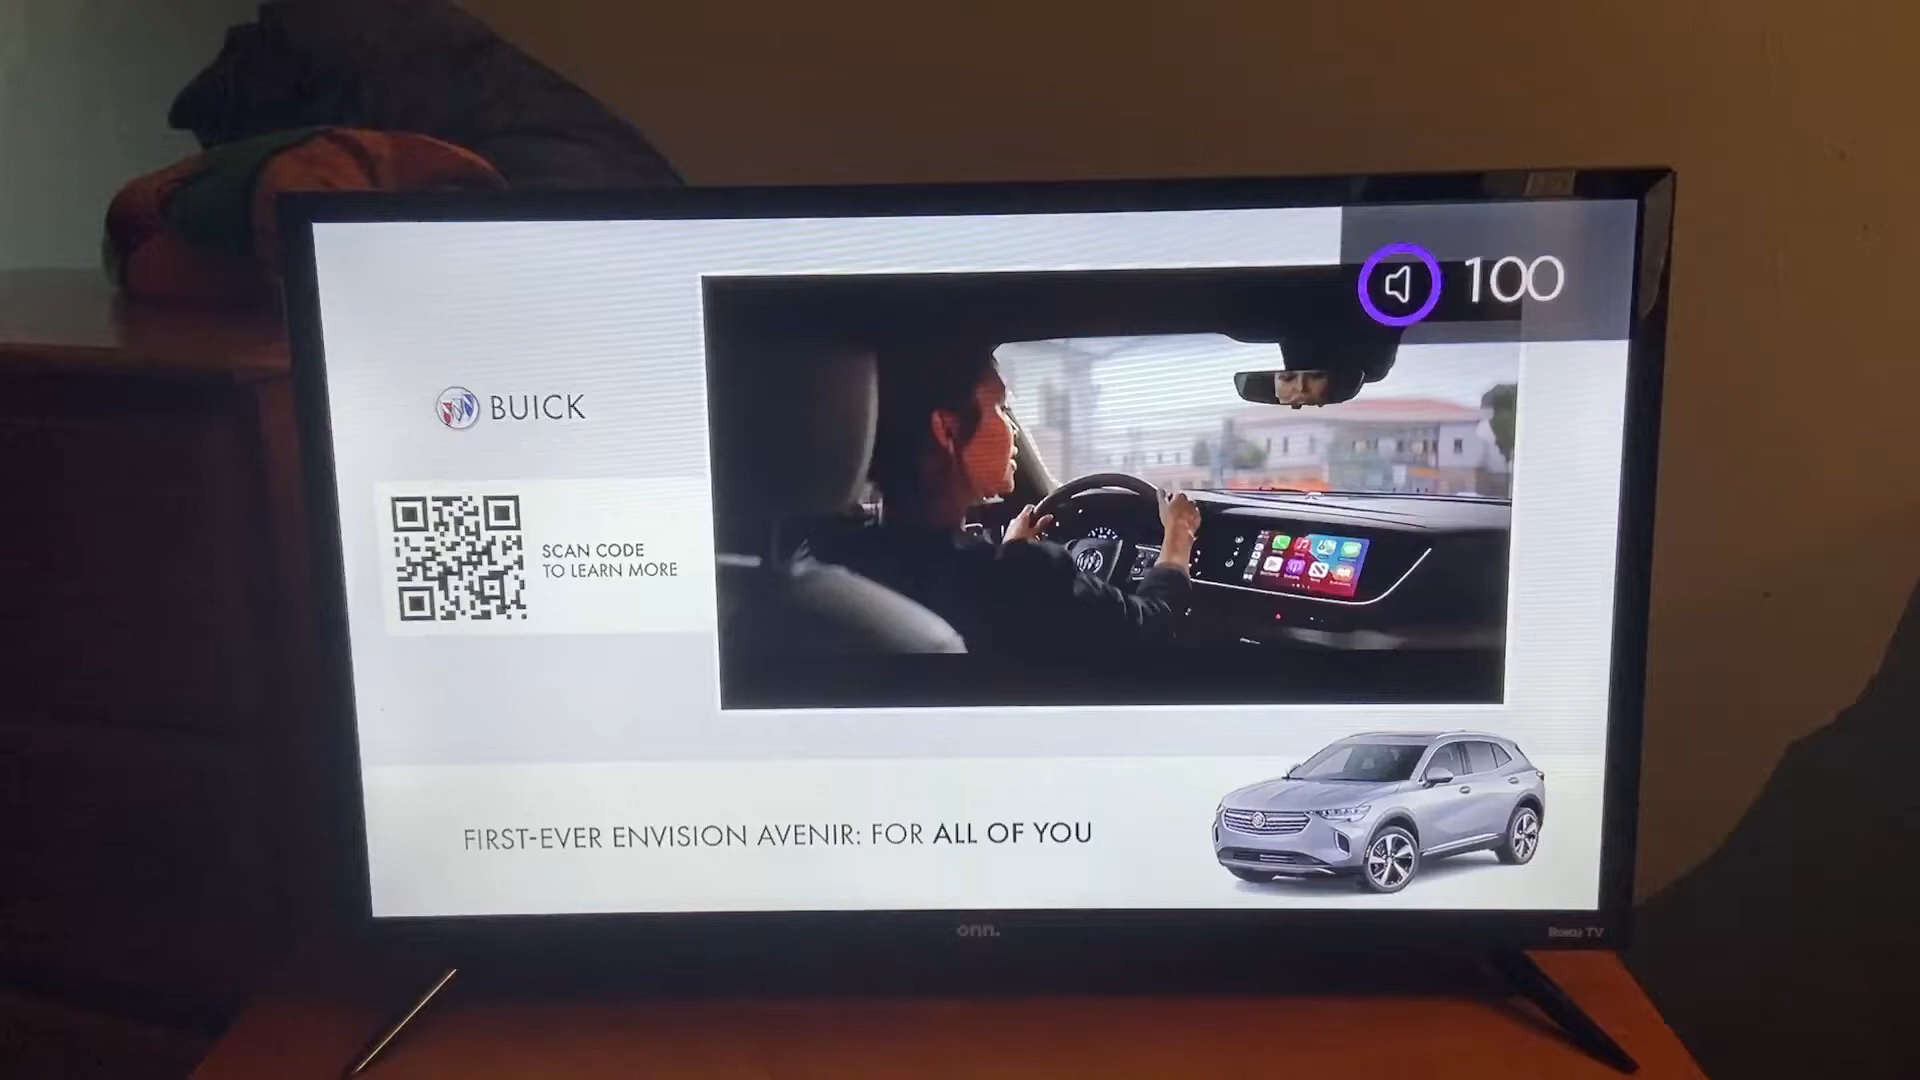 100
BUICK
SCAN CODE
TO LEARN MORE
FIRST-EVER ENVISION AVENIR: FOR ALL OF YOU
onn.
Roku TV